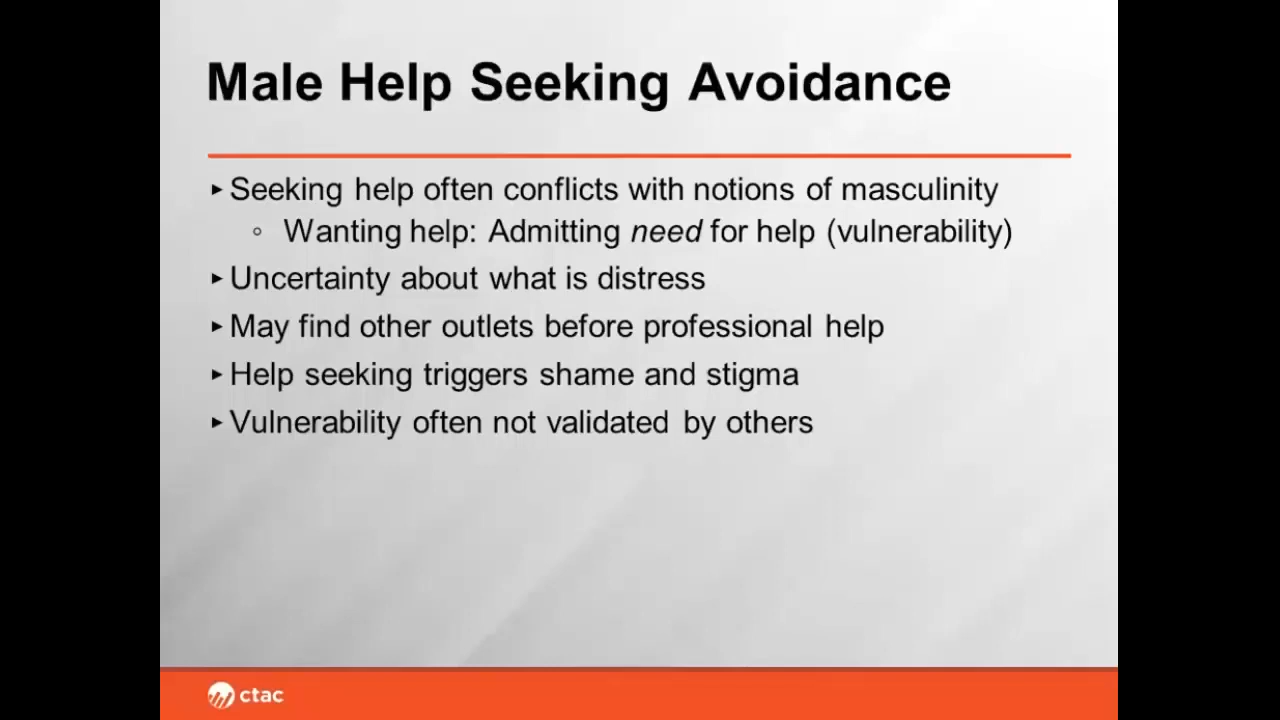 Male Help Seeking Avoidance
▸ Seeking help often conflicts with notions of masculinity
◦ Wanting help: Admitting need for help (vulnerability)
▸ Uncertainty about what is distress
▸ May find other outlets before professional help
▸ Help seeking triggers shame and stigma
▸ Vulnerability often not validated by others
ctac